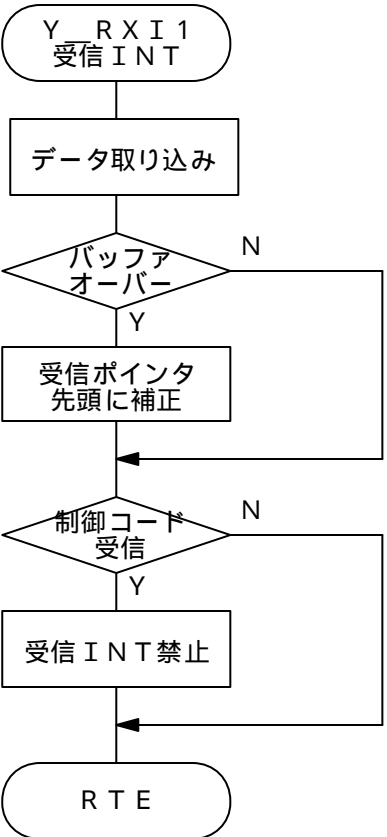 Y＿RXI1
受信INT
データ取り込み
バッファ
オーバー
N
Y
受信ポインタ
先頭に補正
制御コード
受信
N
Y
受信INT禁止
RTE